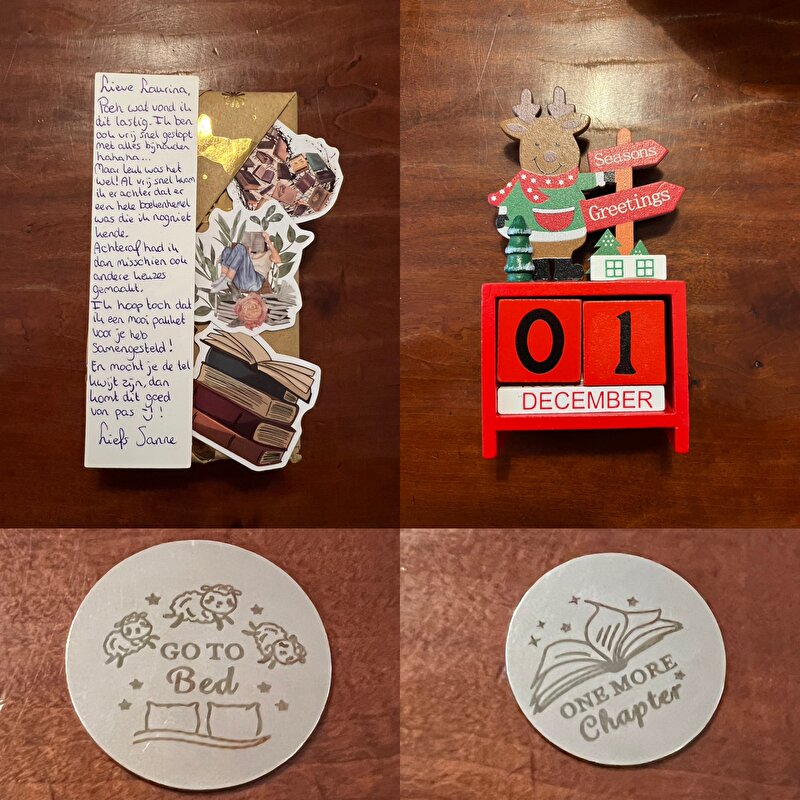 Lieve Laurina,
Poeh wat vond ik
dit lastig. Ik ben
ook vrij snel gestopt
met alles bijhouden
hahaha...
Maar leuk was het
wel! Al vrij snel kwam
ik erachter dat er
een hele boekenhemel
was die ik nog niet
kende.
Achteraf had ik
dan misschien ook
andere keuzes
gemaakt.
Ik hoop toch dat
ik een mooi pakket
voor je heb
samengesteld!
En mocht je de tel
kwijt zijn, dan
komt dit goed
van pas :)!
Liefs Sanne
Seasons
Greetings
01
DECEMBER
GO TO
Bed
ONE MORE
Chapter